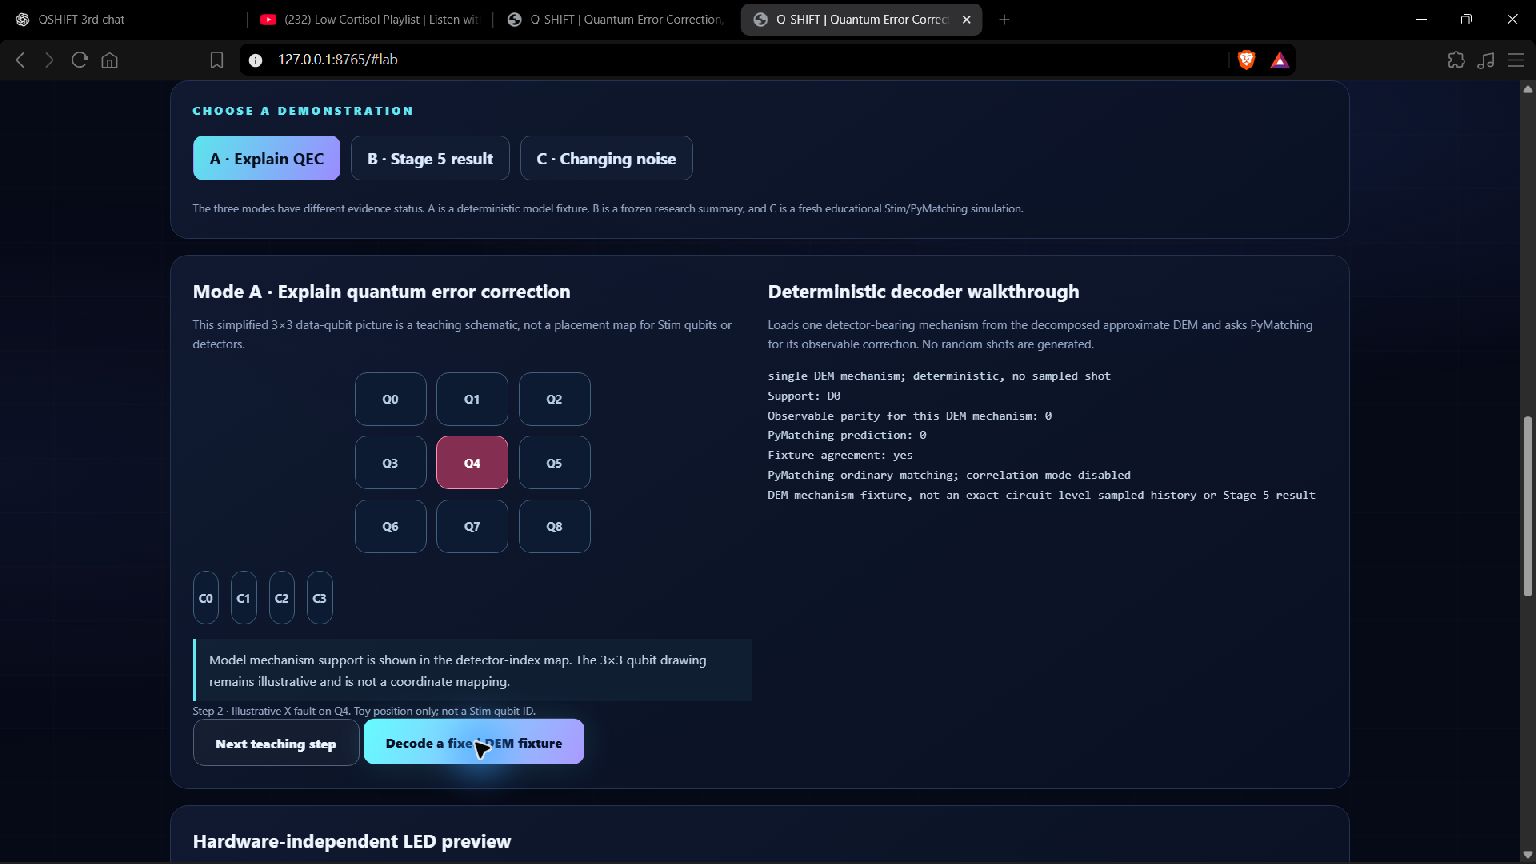 QSHIFT 3rd chat
(232) Low Cortisol Playlist | Listen wit
Q-SHIFT | Quantum Error Correction,
Q-SHIFT | Quantum Error Correc
127.0.0.1:8765/#lab
CHOOSE A DEMONSTRATION
A · Explain QEC
B · Stage 5 result
C · Changing noise
The three modes have different evidence status. A is a deterministic model fixture, B is a frozen research summary, and C is a fresh educational Stim/PyMatching simulation.
Mode A · Explain quantum error correction
This simplified 3×3 data-qubit picture is a teaching schematic, not a placement map for Stim qubits or
detectors.
Q0 Q1 Q2
Q3 Q4 Q5
Q6 Q7 Q8
C0 C1 C2 C3
Model mechanism support is shown in the detector-index map. The 3×3 qubit drawing
remains illustrative and is not a coordinate mapping.
Step 2 · Illustrative X fault on Q4. Toy position only; not a Stim qubit ID.
Next teaching step
Decode a fixed DEM fixture
Deterministic decoder walkthrough
Loads one detector-bearing mechanism from the decomposed approximate DEM and asks PyMatching
for its observable correction. No random shots are generated.
single DEM mechanism; deterministic, no sampled shot
Support: D0
Observable parity for this DEM mechanism: 0
PyMatching prediction: 0
Fixture agreement: yes
PyMatching ordinary matching; correlation mode disabled
DEM mechanism fixture, not an exact circuit-level sampled history or Stage 5 result
Hardware-independent LED preview